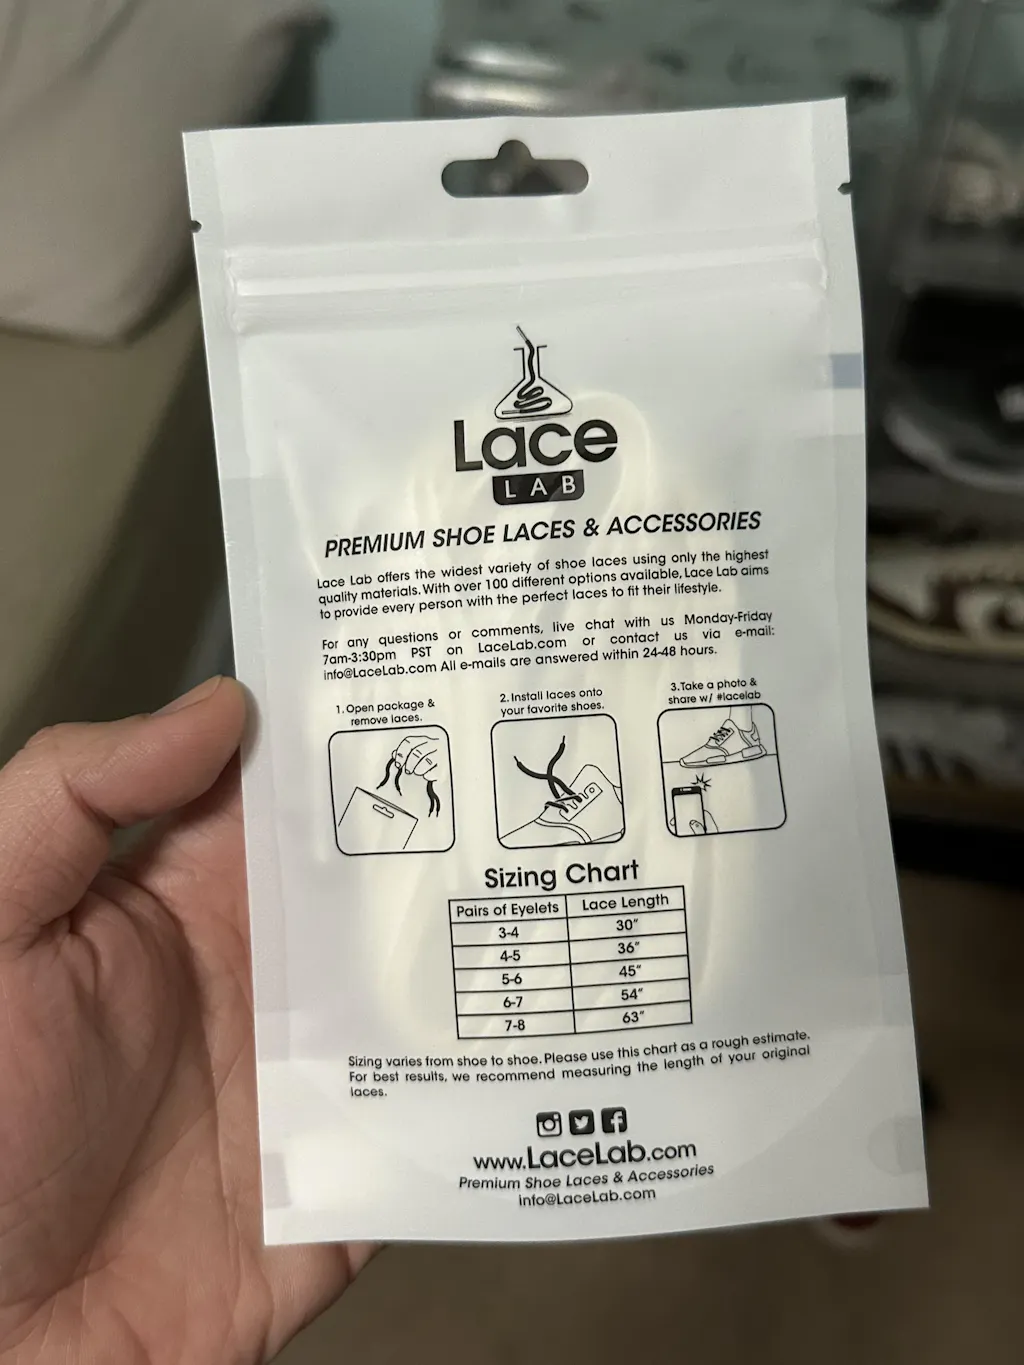 Lace
LAB
PREMIUM SHOE LACES & ACCESSORIES
Lace Lab offers the widest variety of shoe laces using only the highest
quality materials. With over 100 different options available, Lace Lab aims
to provide every person with the perfect laces to fit their lifestyle.
For any questions or comments, live chat with us Monday-Friday
7am-3:30pm PST on LaceLab.com or contact us via e-mail:
info@LaceLab.com All e-mails are answered within 24-48 hours.
1. Open package &
remove laces.
2. Install laces onto
your favorite shoes.
3. Take a photo &
share w/ #lacelab
Sizing Chart
Pairs of Eyelets Lace Length
3-4 30"
4-5 36"
5-6 45"
6-7 54"
7-8 63"
Sizing varies from shoe to shoe. Please use this chart as a rough estimate.
For best results, we recommend measuring the length of your original
laces.
www.LaceLab.com
Premium Shoe Laces & Accessories
info@LaceLab.com